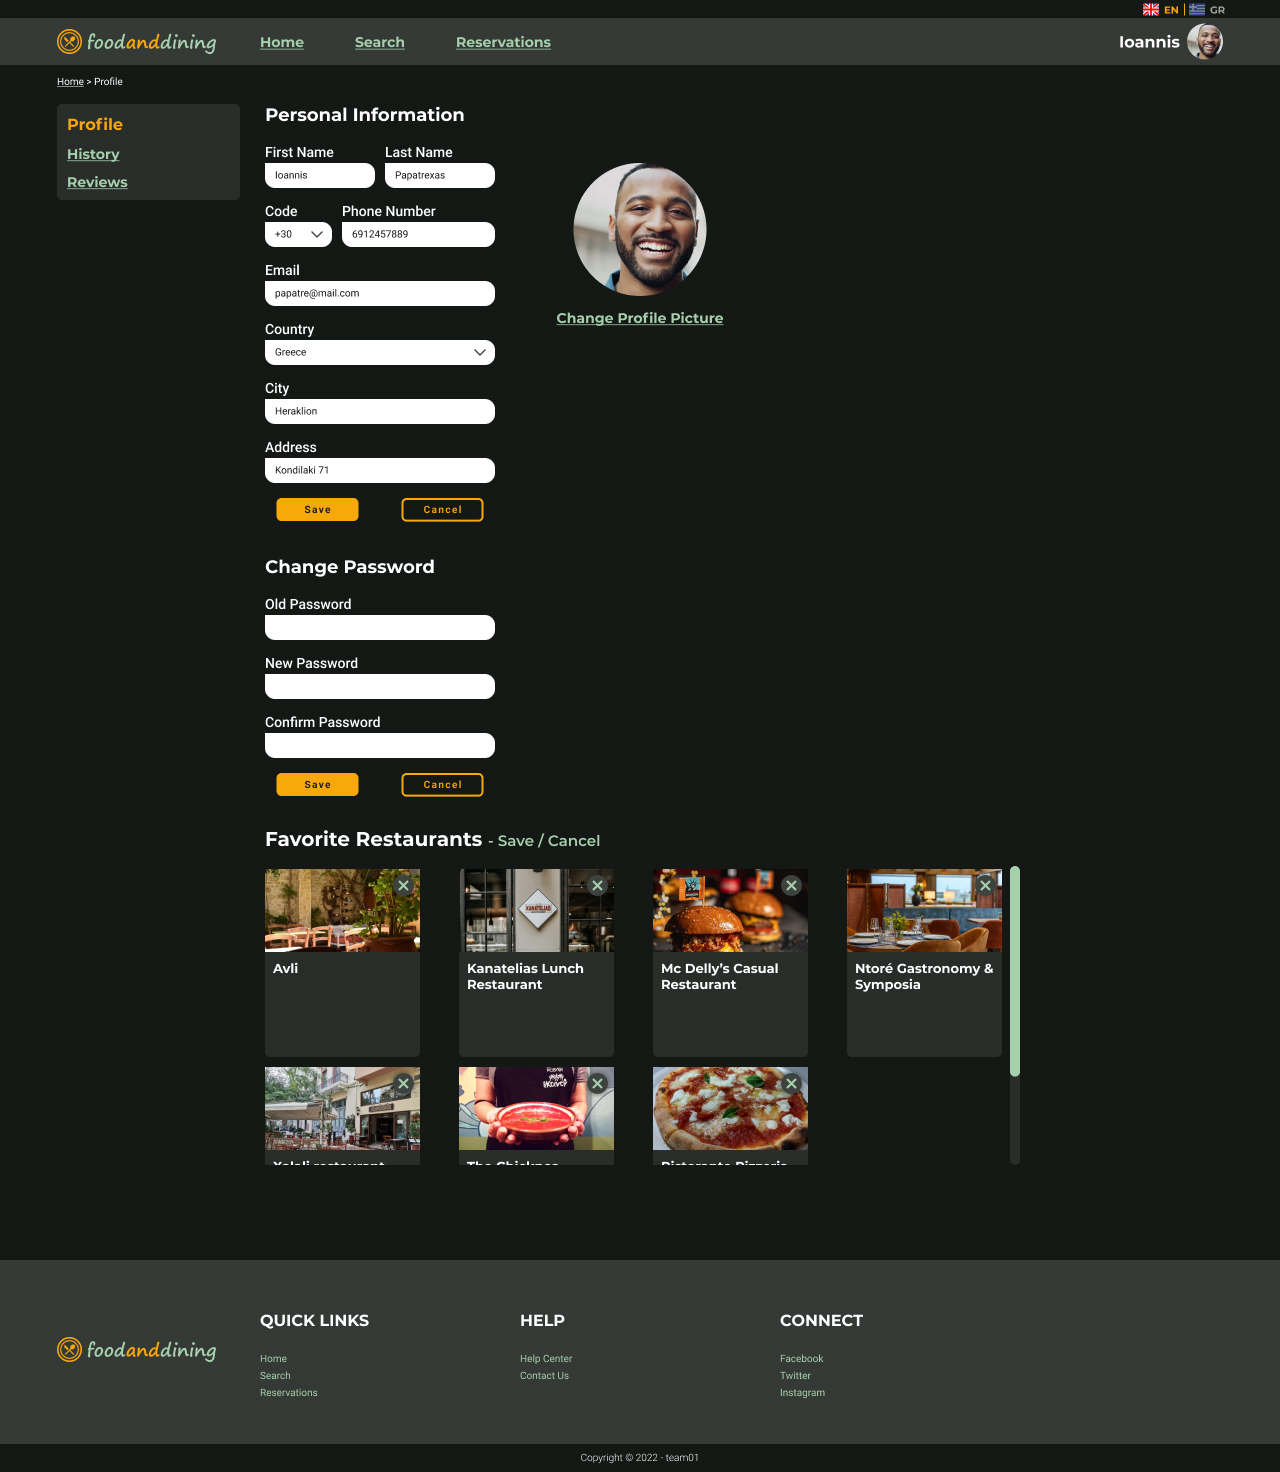 EN | GR
foodanddining
Home
Search
Reservations
Ioannis
Home > Profile
Profile
History
Reviews
Personal Information
First Name
Last Name
Ioannis
Papatrexas
Code
Phone Number
+30
6912457889
Email
papatre@mail.com
Country
Greece
City
Heraklion
Address
Kondilaki 71
Save
Cancel
Change Profile Picture
Change Password
Old Password
New Password
Confirm Password
Save
Cancel
Favorite Restaurants - Save / Cancel
KANATELIAS
Avli
Kanatelias Lunch
Restaurant
Mc Delly’s Casual
Restaurant
Ntoré Gastronomy &
Symposia
QUICK LINKS
HELP
CONNECT
foodanddining
Home
Search
Reservations
Help Center
Contact Us
Facebook
Twitter
Instagram
Copyright © 2022 - team01